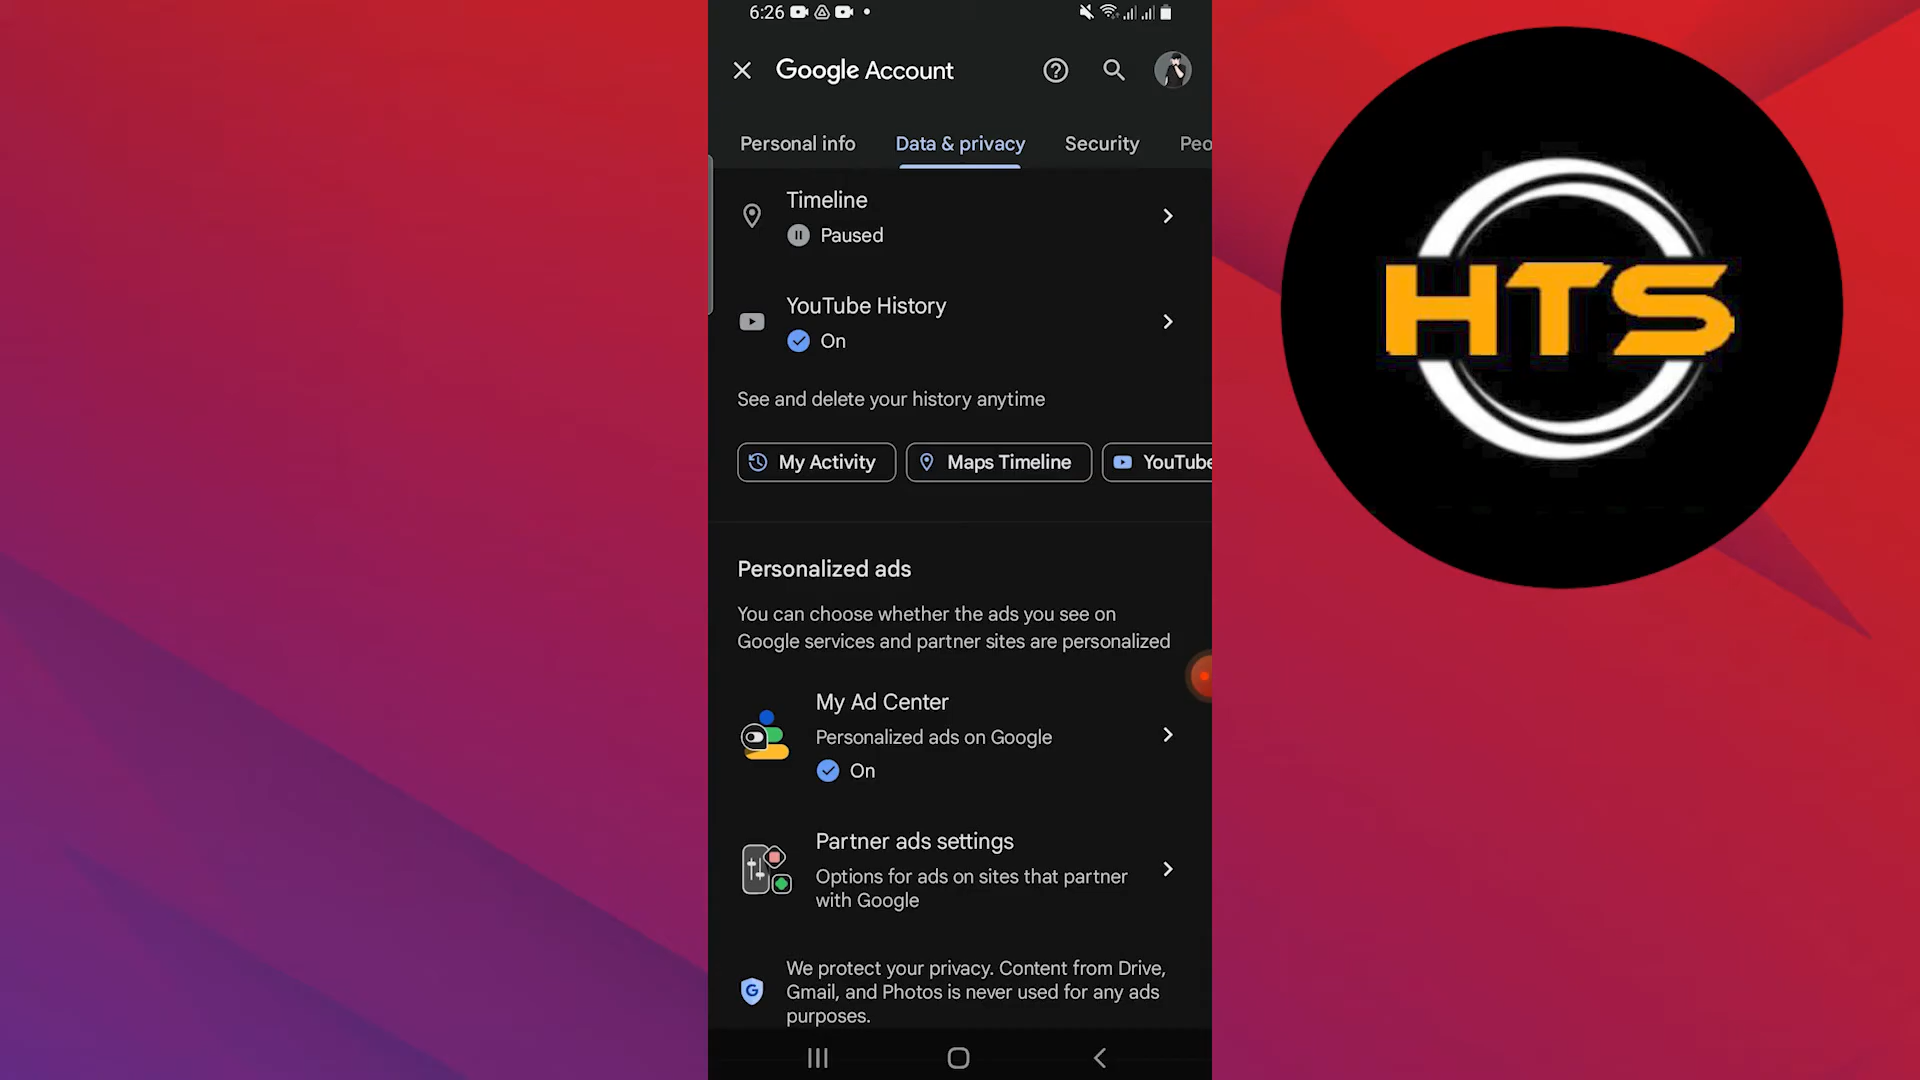 6:26
Google Account
Personal info
Data & privacy
Security
Peo
Timeline
Paused
YouTube History
On
See and delete your history anytime
My Activity
Maps Timeline
YouTube
Personalized ads
You can choose whether the ads you see on
Google services and partner sites are personalized
My Ad Center
Personalized ads on Google
On
Partner ads settings
Options for ads on sites that partner
with Google
We protect your privacy. Content from Drive,
Gmail, and Photos is never used for any ads
purposes.
HTS